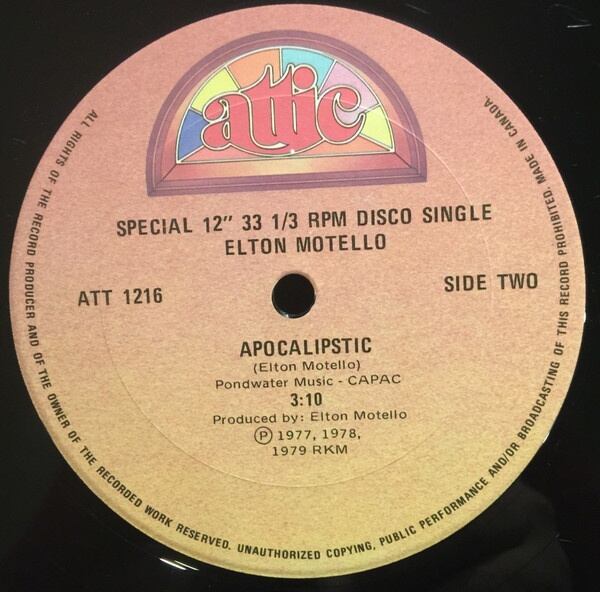 attic
SPECIAL 12" 33 1/3 RPM DISCO SINGLE
ELTON MOTELLO
ATT 1216
SIDE TWO
APOCALIPSTIC
(Elton Motello)
Pondwater Music - CAPAC
3:10
Produced by: Elton Motello
Ⓟ 1977, 1978,
1979 RKM
ALL RIGHTS OF THE RECORD PRODUCER AND OF THE OWNER OF THE RECORDED WORK RESERVED. UNAUTHORIZED COPYING, PUBLIC PERFORMANCE AND/OR BROADCASTING OF THIS RECORD PROHIBITED. MADE IN CANADA.